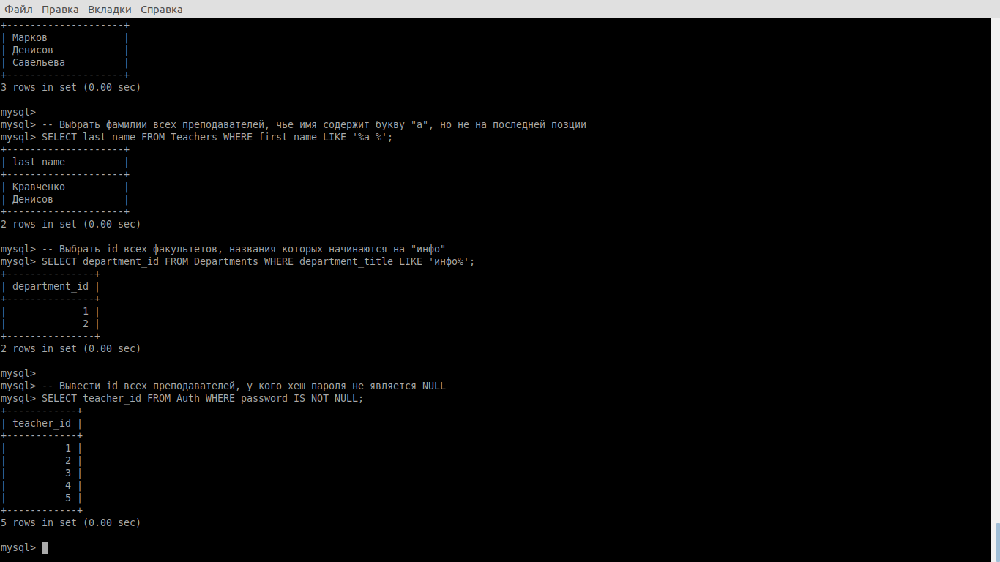 Файл Правка Вкладки Справка
+--------------------+
| Марков             |
| Денисов            |
| Савельева          |
+--------------------+
3 rows in set (0.00 sec)
mysql>
mysql> -- Выбрать фамилии всех преподавателей, чье имя содержит букву "а", но не на последней позции
mysql> SELECT last_name FROM Teachers WHERE first_name LIKE '%а_%';
+--------------------+
| last_name          |
+--------------------+
| Кравченко          |
| Денисов            |
+--------------------+
2 rows in set (0.00 sec)
mysql> -- Выбрать id всех факультетов, названия которых начинаются на "инфо"
mysql> SELECT department_id FROM Departments WHERE department_title LIKE 'инфо%';
+---------------+
| department_id |
+---------------+
|             1 |
|             2 |
+---------------+
2 rows in set (0.00 sec)
mysql>
mysql> -- Вывести id всех преподавателей, у кого хеш пароля не является NULL
mysql> SELECT teacher_id FROM Auth WHERE password IS NOT NULL;
+------------+
| teacher_id |
+------------+
|          1 |
|          2 |
|          3 |
|          4 |
|          5 |
+------------+
5 rows in set (0.00 sec)
mysql>